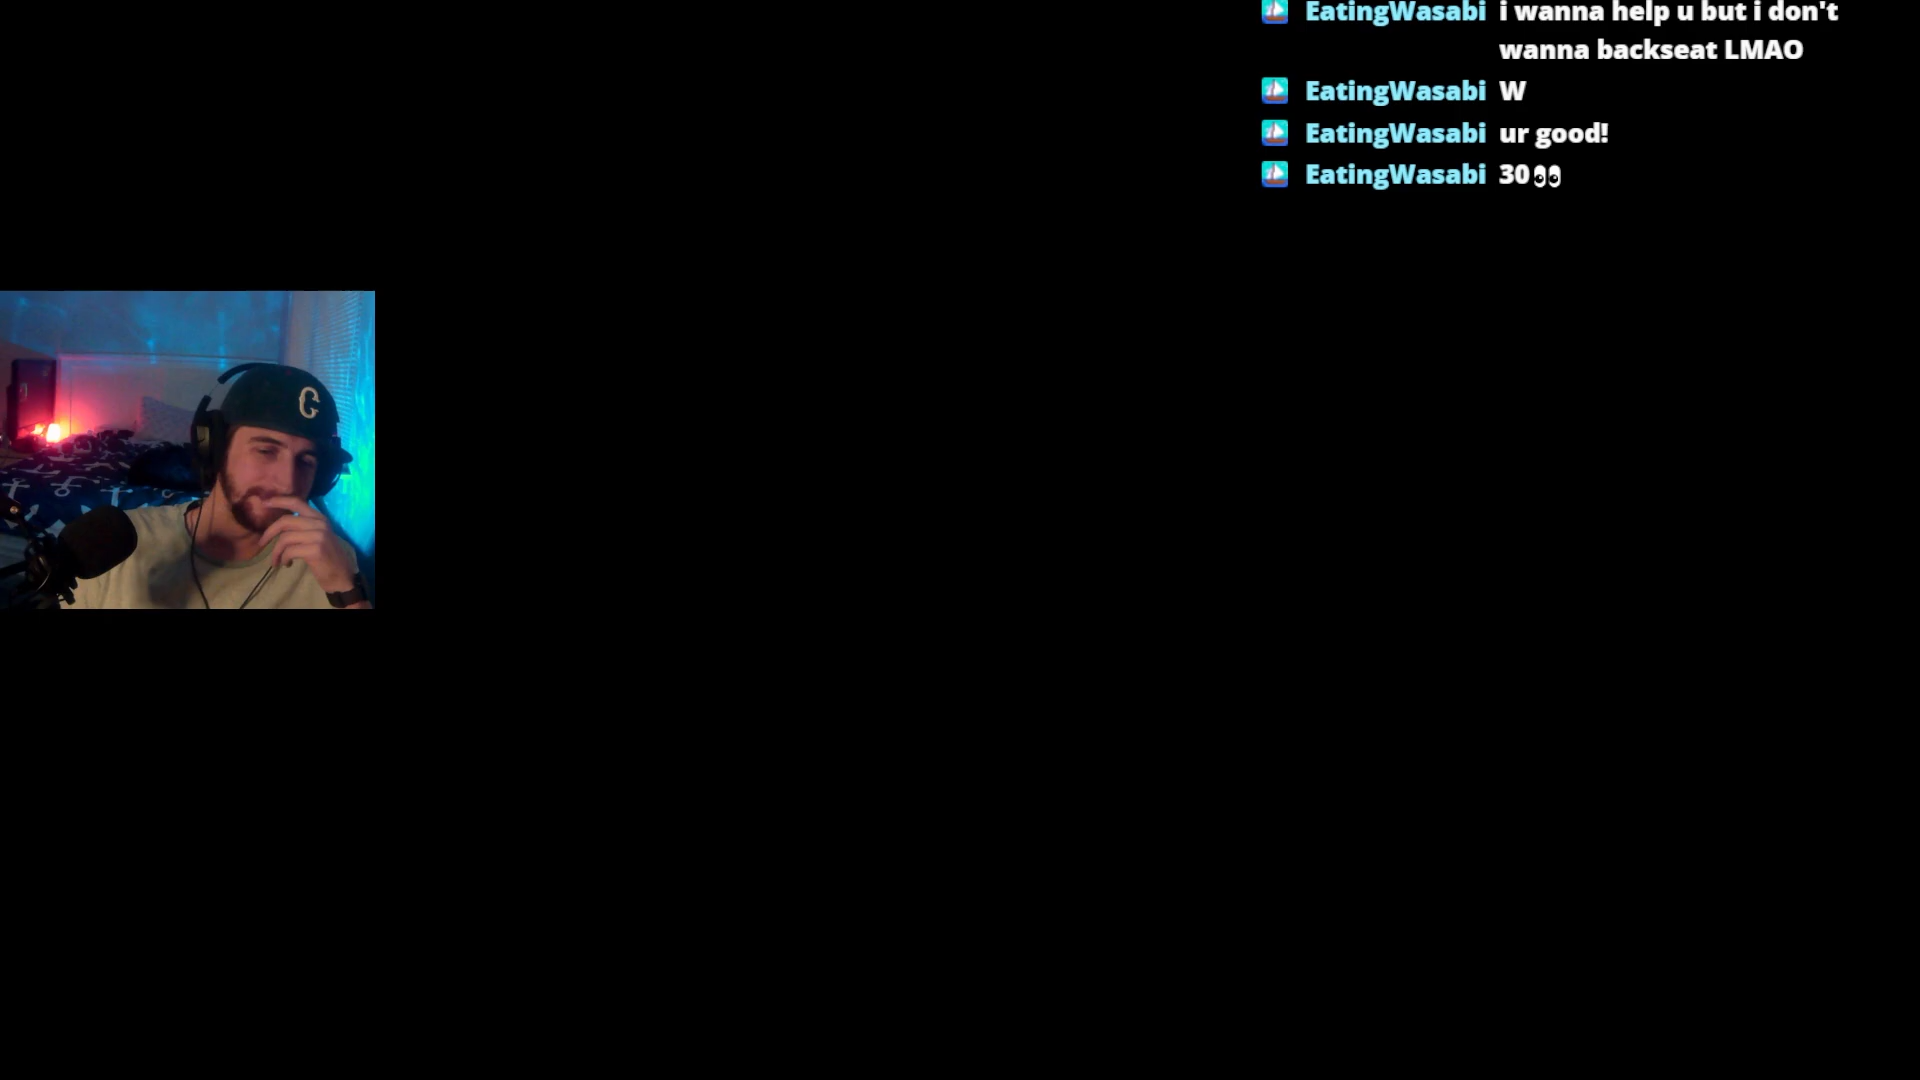 EatingWasabi i wanna help u but i don't
wanna backseat LMAO
EatingWasabi W
EatingWasabi ur good!
EatingWasabi 30👀
C